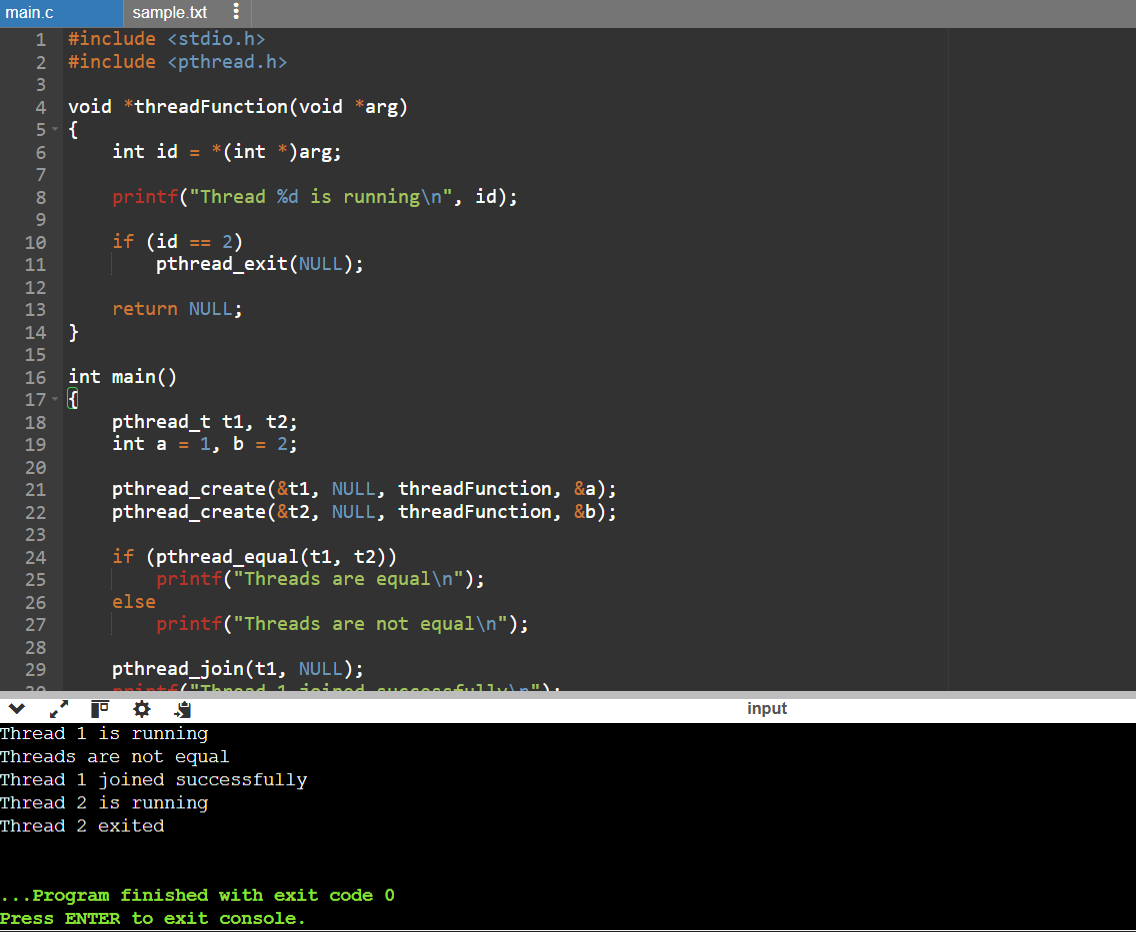 main.c sample.txt
1 #include <stdio.h>
2 #include <pthread.h>
3
4 void *threadFunction(void *arg)
5 {
6 int id = *(int *)arg;
7
8 printf("Thread %d is running\n", id);
9
10 if (id == 2)
11 pthread_exit(NULL);
12
13 return NULL;
14 }
15
16 int main()
17 {
18 pthread_t t1, t2;
19 int a = 1, b = 2;
20
21 pthread_create(&t1, NULL, threadFunction, &a);
22 pthread_create(&t2, NULL, threadFunction, &b);
23
24 if (pthread_equal(t1, t2))
25 printf("Threads are equal\n");
26 else
27 printf("Threads are not equal\n");
28
29 pthread_join(t1, NULL);
30 printf("Thread 1 joined successfully\n");
input
Thread 1 is running
Threads are not equal
Thread 1 joined successfully
Thread 2 is running
Thread 2 exited
...Program finished with exit code 0
Press ENTER to exit console.